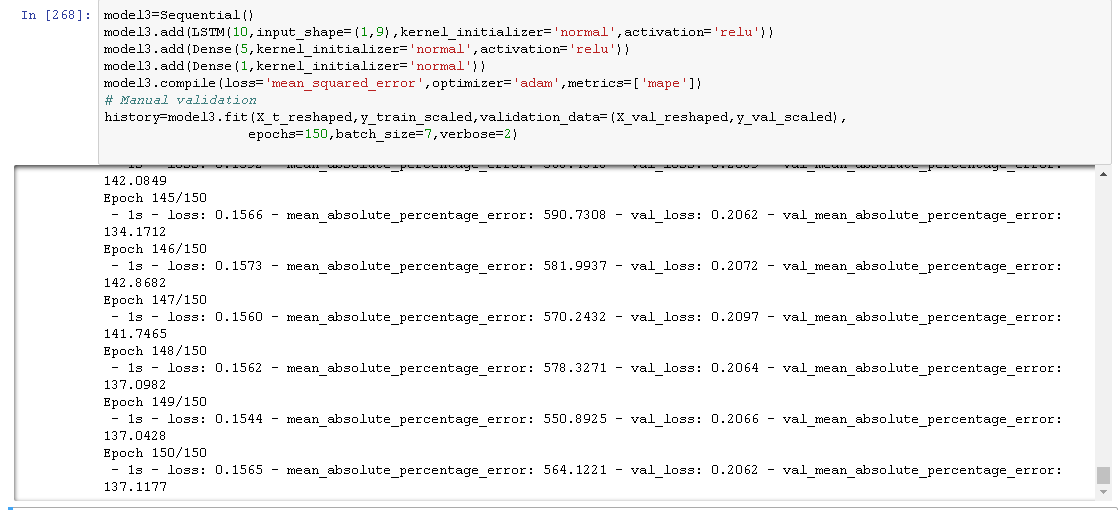 In [268]:
model3=Sequential()
model3.add(LSTM(10,input_shape=(1,9),kernel_initializer='normal',activation='relu'))
model3.add(Dense(5,kernel_initializer='normal',activation='relu'))
model3.add(Dense(1,kernel_initializer='normal'))
model3.compile(loss='mean_squared_error',optimizer='adam',metrics=['mape'])
# Manual validation
history=model3.fit(X_t_reshaped,y_train_scaled,validation_data=(X_val_reshaped,y_val_scaled),
epochs=150,batch_size=7,verbose=2)
142.0849
Epoch 145/150
- 1s - loss: 0.1566 - mean_absolute_percentage_error: 590.7308 - val_loss: 0.2062 - val_mean_absolute_percentage_error:
134.1712
Epoch 146/150
- 1s - loss: 0.1573 - mean_absolute_percentage_error: 581.9937 - val_loss: 0.2072 - val_mean_absolute_percentage_error:
142.8682
Epoch 147/150
- 1s - loss: 0.1560 - mean_absolute_percentage_error: 570.2432 - val_loss: 0.2097 - val_mean_absolute_percentage_error:
141.7465
Epoch 148/150
- 1s - loss: 0.1562 - mean_absolute_percentage_error: 578.3271 - val_loss: 0.2064 - val_mean_absolute_percentage_error:
137.0982
Epoch 149/150
- 1s - loss: 0.1544 - mean_absolute_percentage_error: 550.8925 - val_loss: 0.2066 - val_mean_absolute_percentage_error:
137.0428
Epoch 150/150
- 1s - loss: 0.1565 - mean_absolute_percentage_error: 564.1221 - val_loss: 0.2062 - val_mean_absolute_percentage_error:
137.1177